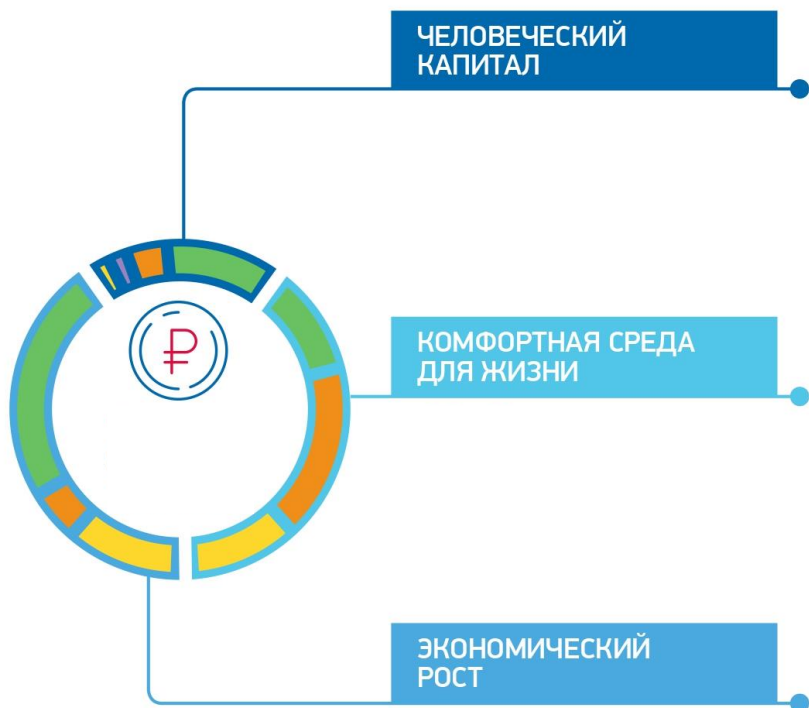 ЧЕЛОВЕЧЕСКИЙ
КАПИТАЛ
₽
КОМФОРТНАЯ СРЕДА
ДЛЯ ЖИЗНИ
ЭКОНОМИЧЕСКИЙ
РОСТ